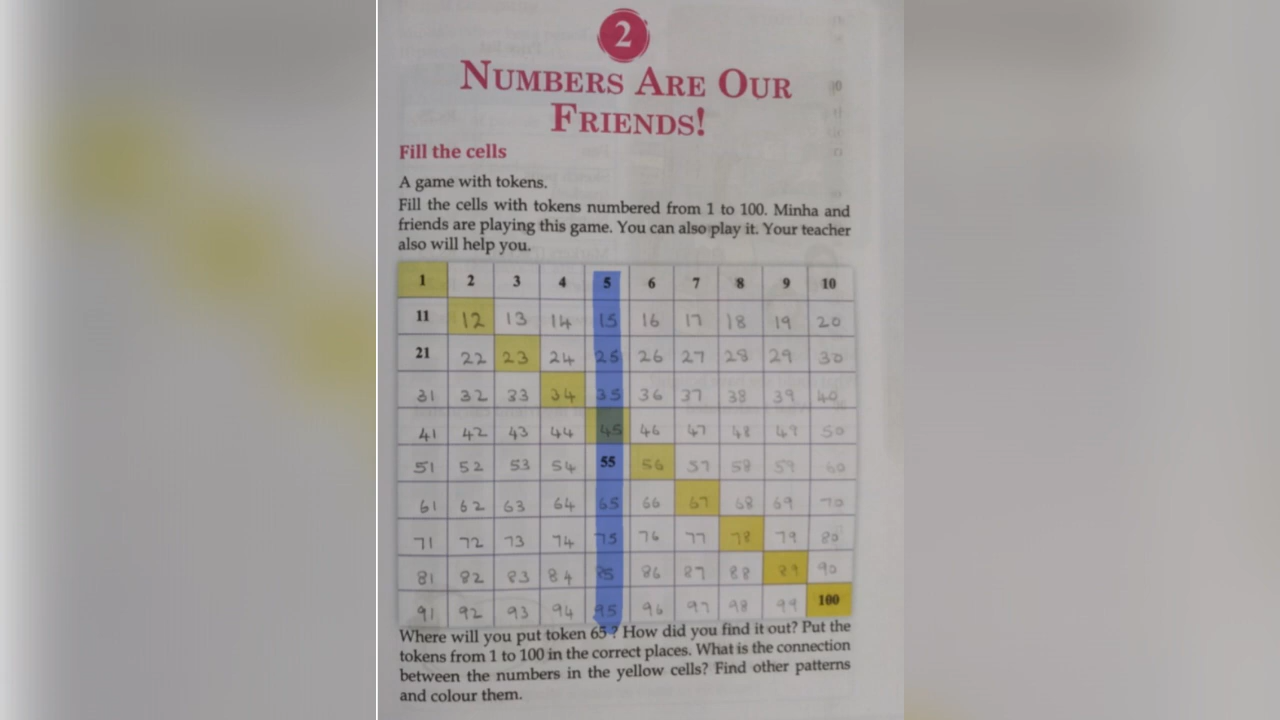 2
NUMBERS ARE OUR
FRIENDS!
Fill the cells
A game with tokens.
Fill the cells with tokens numbered from 1 to 100. Minha and
friends are playing this game. You can also play it. Your teacher
also will help you.
1 2 3 4 5 6 7 8 9 10
11 12 13 14 15 16 17 18 19 20
21 22 23 24 25 26 27 28 29 30
31 32 33 34 35 36 37 38 39 40
41 42 43 44 45 46 47 48 49 50
51 52 53 54 55 56 57 58 59 60
61 62 63 64 65 66 67 68 69 70
71 72 73 74 75 76 77 78 79 80
81 82 83 84 85 86 87 88 89 90
91 92 93 94 95 96 97 98 99 100
Where will you put token 65 ? How did you find it out? Put the
tokens from 1 to 100 in the correct places. What is the connection
between the numbers in the yellow cells? Find other patterns
and colour them.